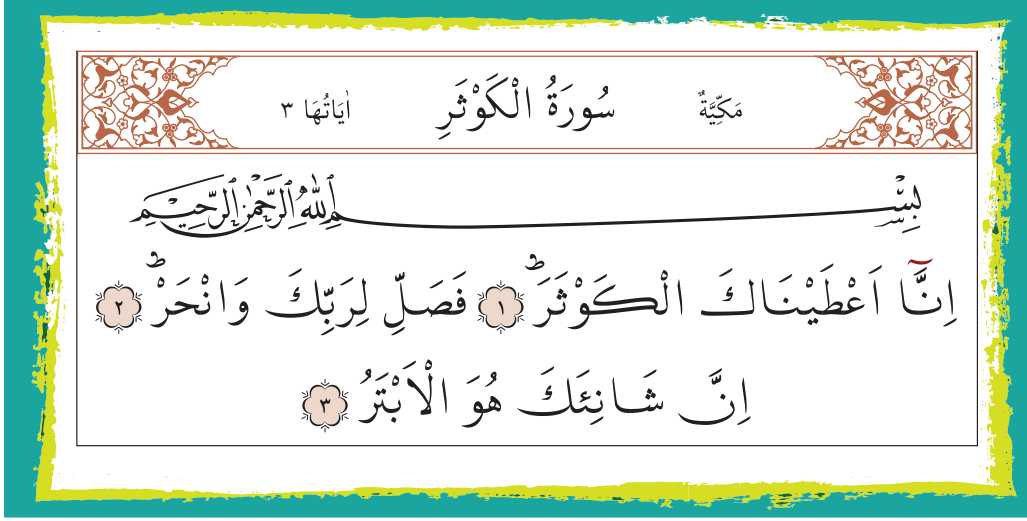 مَكِّيَّةٌ سُورَةُ الْكَوْثَرِ اٰيَاتُهَا ٣
بِسْمِ اللّٰهِ الرَّحْمٰنِ الرَّحِيمِ
اِنَّٓا اَعْطَيْنَاكَ الْكَوْثَرَۜ ﴿١﴾ فَصَلِّ لِرَبِّكَ وَانْحَرْۜ ﴿٢﴾
اِنَّ شَانِئَكَ هُوَ الْاَبْتَرُ ﴿٣﴾